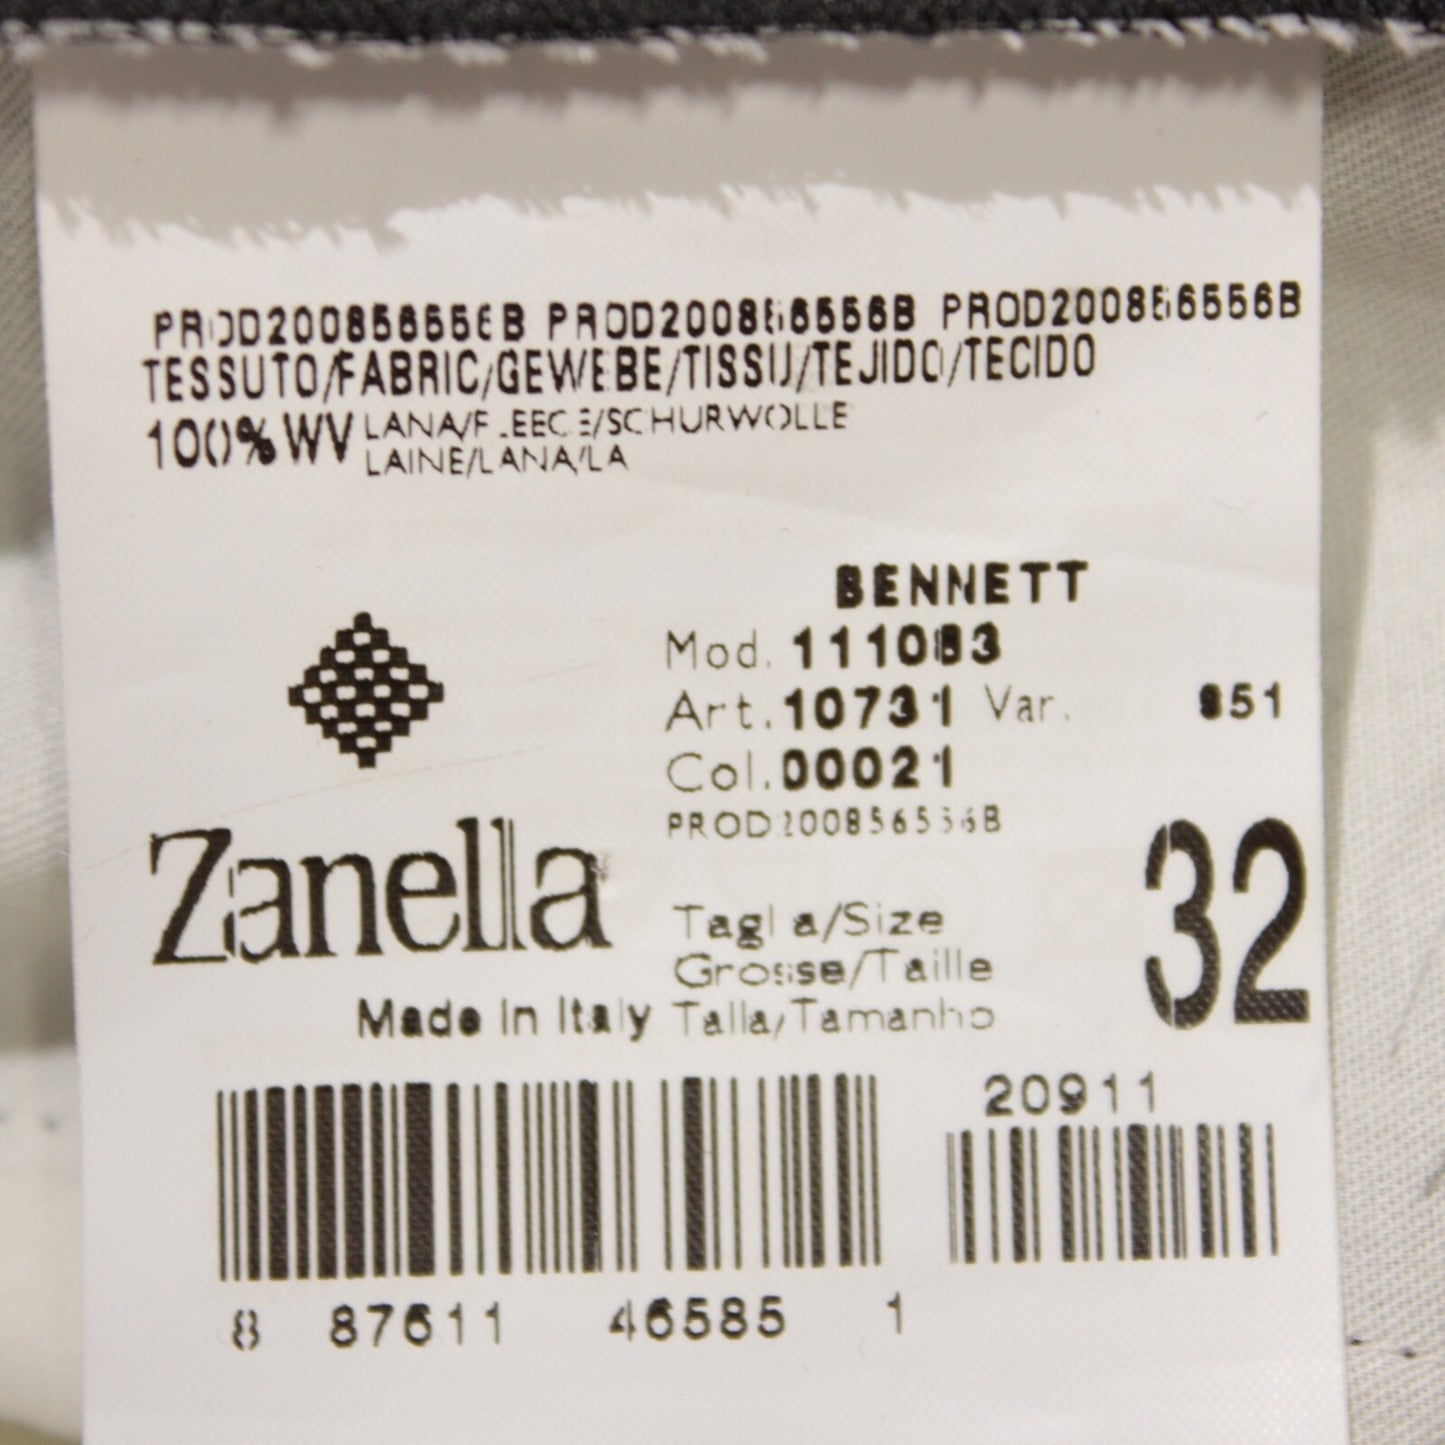 PROD200856556B PROD200856556B PROD200856556B
TESSUTO/FABRIC/GEWEBE/TISSU/TEJIDO/TECIDO
100% WV LANA/FLEECE/SCHURWOLLE
LAINE/LANA/LA
BENNETT
Mod. 111083
Art. 10731 Var. 851
Col. 00021
PROD200856556B
Zanella
Taglia/Size
Grosse/Taille
Talla/Tamanho
32
Made in Italy
20911
8 87611 46585 1